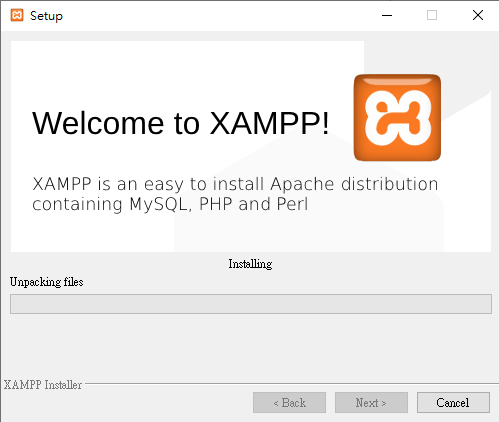 Setup
Welcome to XAMPP!
XAMPP is an easy to install Apache distribution
containing MySQL, PHP and Perl
Installing
Unpacking files
XAMPP Installer
< Back
Next >
Cancel